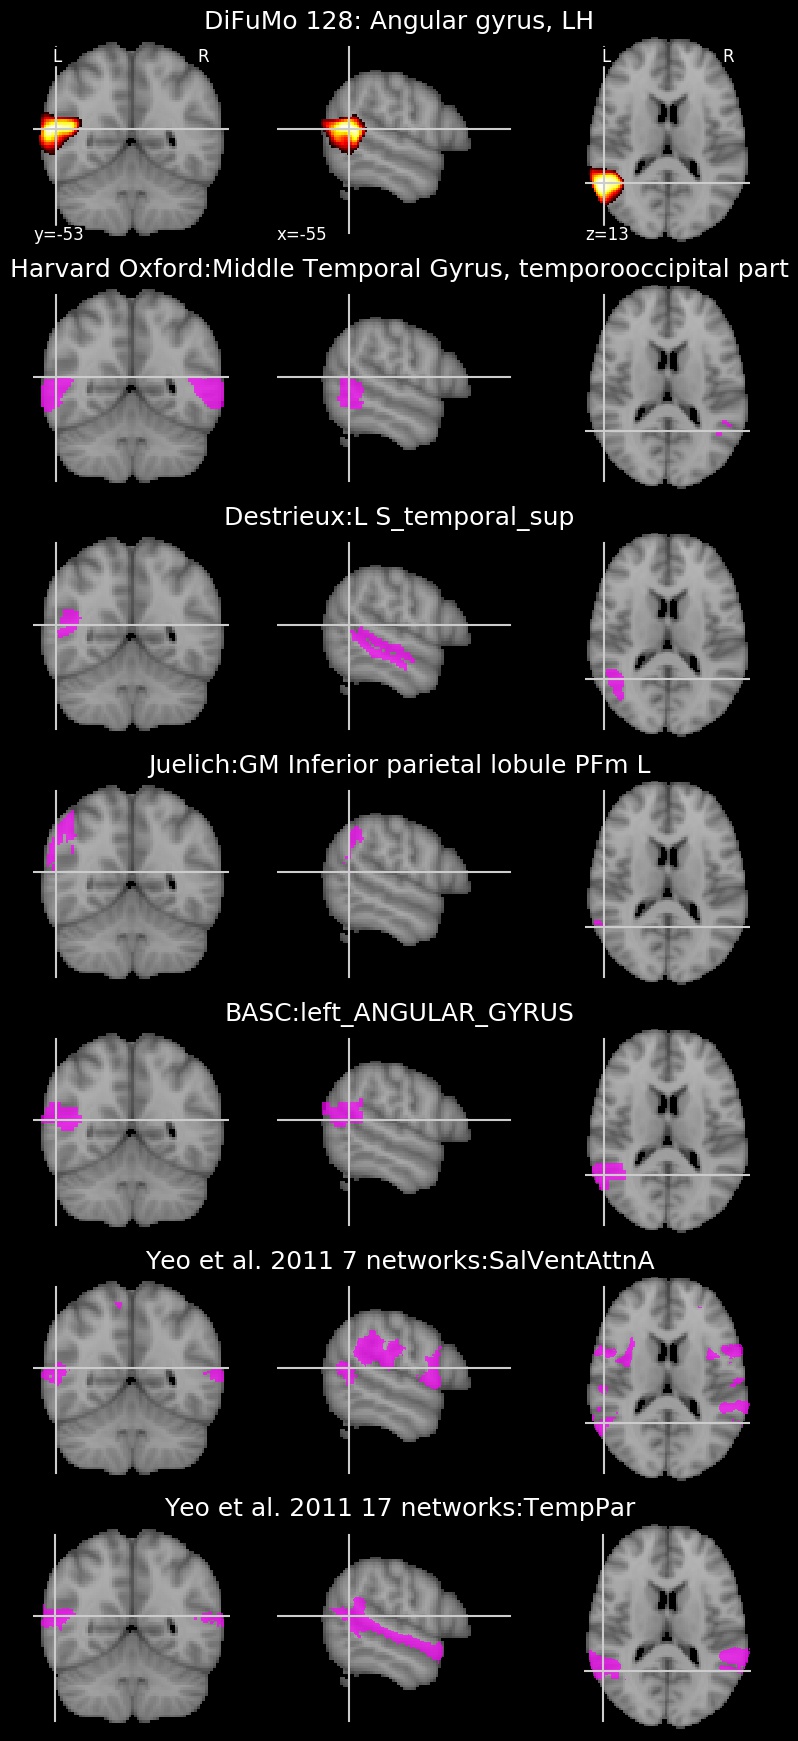 DiFuMo 128: Angular gyrus, LH
L R L R
y=-53 x=-55 z=13
Harvard Oxford:Middle Temporal Gyrus, temporooccipital part
Destrieux:L S_temporal_sup
Juelich:GM Inferior parietal lobule PFm L
BASC:left_ANGULAR_GYRUS
Yeo et al. 2011 7 networks:SalVentAttnA
Yeo et al. 2011 17 networks:TempPar